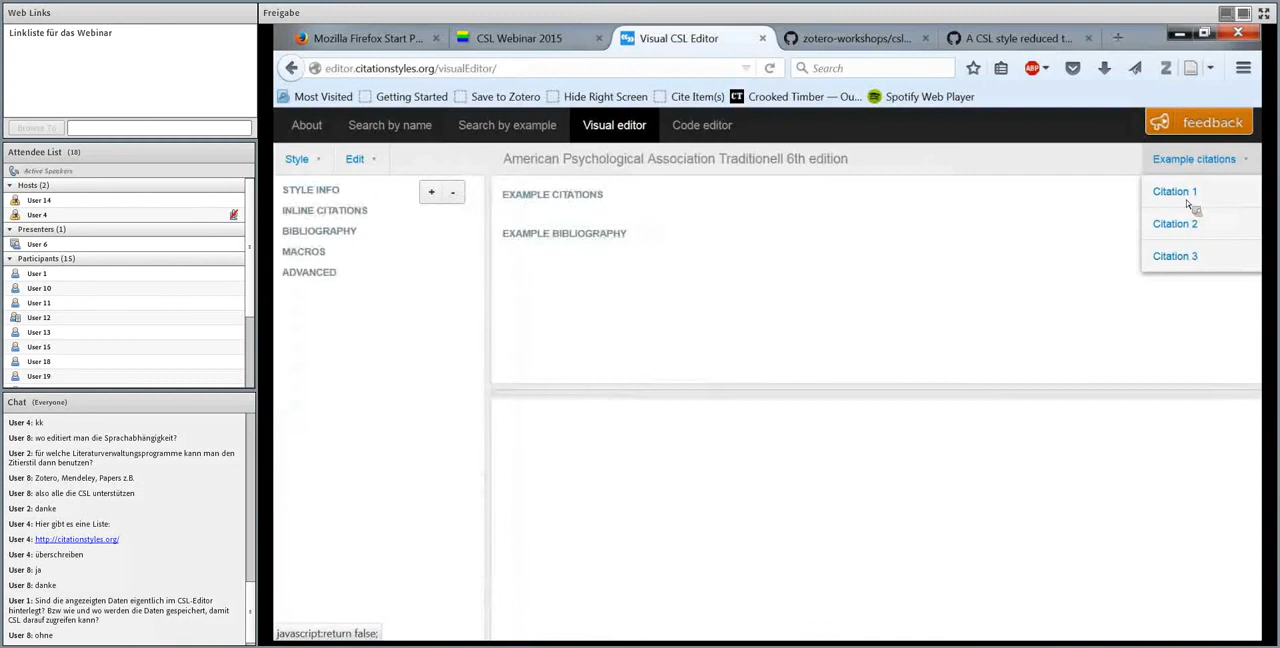 Web Links
Linkliste für das Webinar
Browse To
Attendee List (18)
Active Speakers
Hosts (2)
User 14
User 4
Presenters (1)
User 6
Participants (15)
User 1
User 10
User 11
User 12
User 13
User 15
User 18
User 19
Chat (Everyone)
User 4: kk
User 8: wo editiert man die Sprachabhängigkeit?
User 2: für welche Literaturverwaltungsprogramme kann man den
Zitierstil dann benutzen?
User 8: Zotero, Mendeley, Papers z.B.
User 8: also alle die CSL unterstützen
User 2: danke
User 4: Hier gibt es eine Liste:
User 4: http://citationstyles.org/
User 4: überschreiben
User 8: ja
User 8: danke
User 1: Sind die angezeigten Daten eigentlich im CSL-Editor
hinterlegt? Bzw wie und wo werden die Daten gespeichert, damit
CSL darauf zugreifen kann?
User 8: ohne
Freigabe
Mozilla Firefox Start P...
CSL Webinar 2015
Visual CSL Editor
zotero-workshops/csl...
A CSL style reduced t...
editor.citationstyles.org/visualEditor/
Search
ABP
Z
Most Visited
Getting Started
Save to Zotero
Hide Right Screen
Cite Item(s)
CT Crooked Timber — Ou...
Spotify Web Player
About
Search by name
Search by example
Visual editor
Code editor
feedback
Style
Edit
American Psychological Association Traditionell 6th edition
Example citations
STYLE INFO
INLINE CITATIONS
BIBLIOGRAPHY
MACROS
ADVANCED
+ -
EXAMPLE CITATIONS
EXAMPLE BIBLIOGRAPHY
Citation 1
Citation 2
Citation 3
javascript:return false;